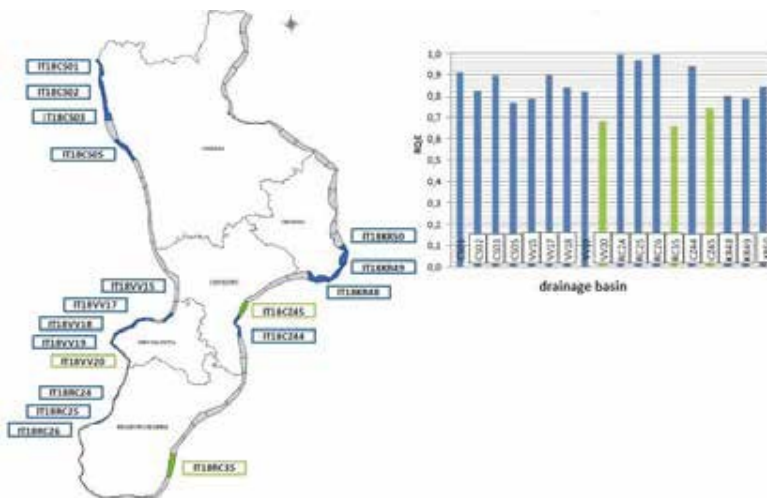 IT18CS01
IT18CS02
IT18CS03
IT18CS05
IT18KR50
IT18KR49
IT18KR48
IT18VV15
IT18VV17
IT18VV18
IT18VV19
IT18VV20
IT18CZ45
IT18CZ44
IT18RC24
IT18RC25
IT18RC26
IT18RC35
REGGIO CALABRIA
RQE
1,0
0,9
0,8
0,7
0,6
0,5
0,4
0,3
0,2
0,1
0,0
CS02
CS03
CS05
VV15
VV17
VV18
VV20
RC24
RC25
RC26
RC35
CZ44
CZ45
KR48
KR49
drainage basin